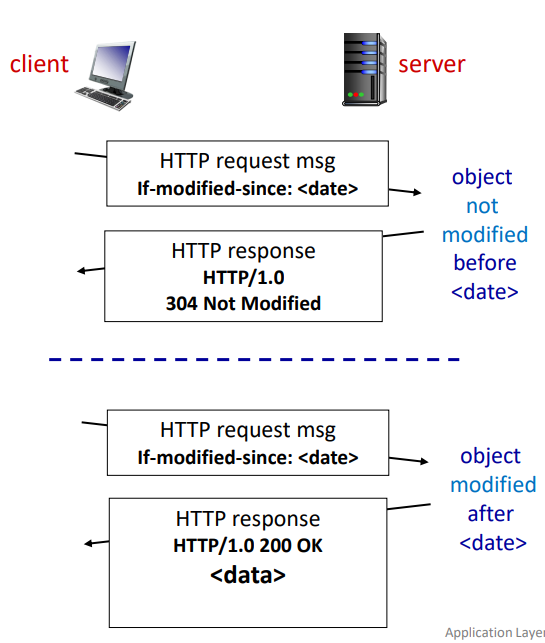 client
server
HTTP request msg
If-modified-since: <date>
object
not
modified
before
<date>
HTTP response
HTTP/1.0
304 Not Modified
HTTP request msg
If-modified-since: <date>
object
modified
after
<date>
HTTP response
HTTP/1.0 200 OK
<data>
Application Layer